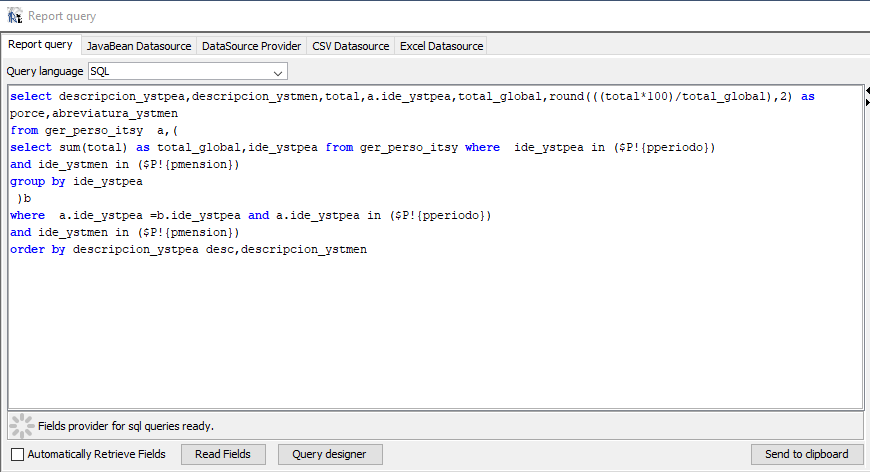 Report query
Report query JavaBean Datasource DataSource Provider CSV Datasource Excel Datasource
Query language SQL
select descripcion_ystpea,descripcion_ystmen,total,a.ide_ystpea,total_global,round(((total*100)/total_global),2) as
porce,abreviatura_ystmen
from ger_perso_itsy  a,(
select sum(total) as total_global,ide_ystpea from ger_perso_itsy where  ide_ystpea in ($P!{pperiodo})
and ide_ystmen in ($P!{pmension})
group by ide_ystpea
 )b
where  a.ide_ystpea =b.ide_ystpea and a.ide_ystpea in ($P!{pperiodo})
and ide_ystmen in ($P!{pmension})
order by descripcion_ystpea desc,descripcion_ystmen
Fields provider for sql queries ready.
Automatically Retrieve Fields Read Fields Query designer Send to clipboard